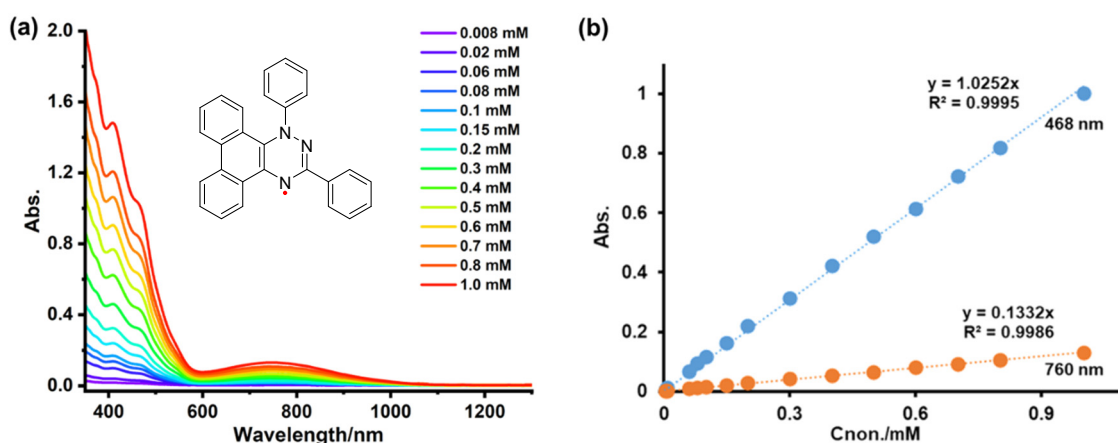 (a)
2.0
1.6
1.2
0.8
0.4
0.0
Abs.
400
600
800
1000
1200
Wavelength/nm
N
N
N
0.008 mM
0.02 mM
0.06 mM
0.08 mM
0.1 mM
0.15 mM
0.2 mM
0.3 mM
0.4 mM
0.5 mM
0.6 mM
0.7 mM
0.8 mM
1.0 mM
(b)
1
0.8
0.6
0.4
0.2
0
Abs.
0
0.3
0.6
0.9
Cnon./mM
y = 1.0252x
R² = 0.9995
468 nm
y = 0.1332x
R² = 0.9986
760 nm